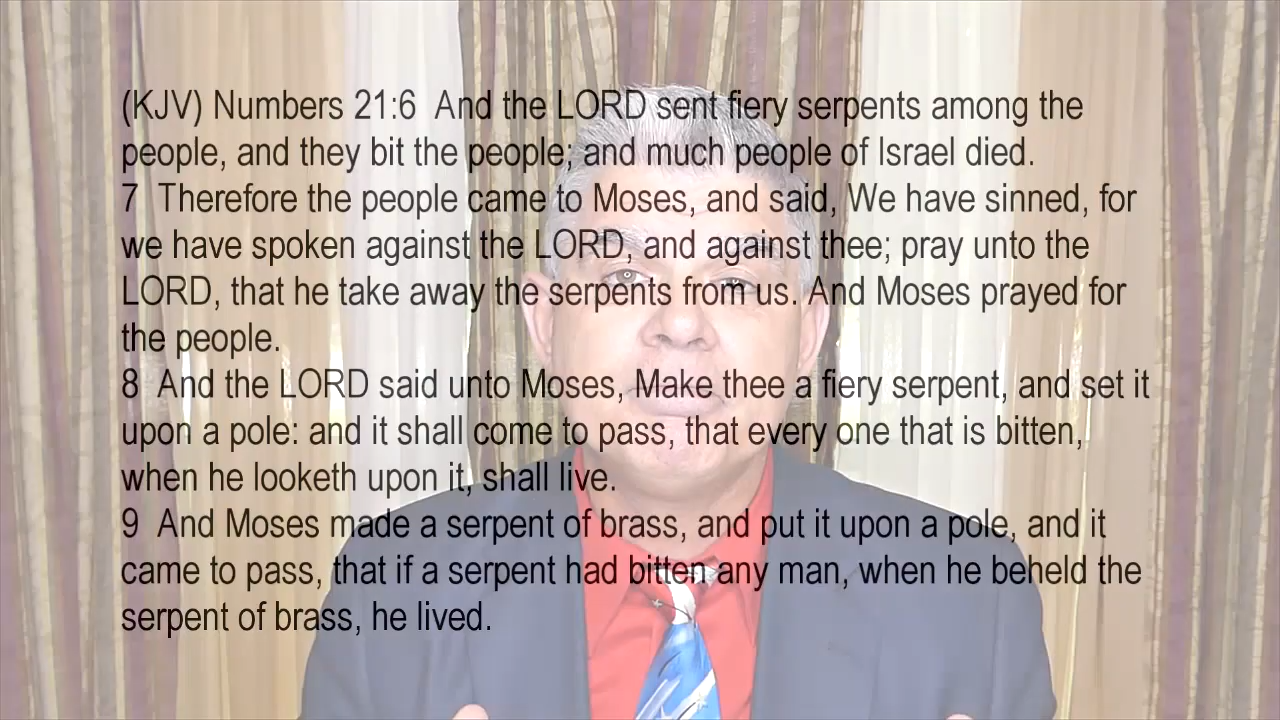 (KJV) Numbers 21:6  And the LORD sent fiery serpents among the
people, and they bit the people; and much people of Israel died.
7  Therefore the people came to Moses, and said, We have sinned, for
we have spoken against the LORD, and against thee; pray unto the
LORD, that he take away the serpents from us. And Moses prayed for
the people.
8  And the LORD said unto Moses, Make thee a fiery serpent, and set it
upon a pole: and it shall come to pass, that every one that is bitten,
when he looketh upon it, shall live.
9  And Moses made a serpent of brass, and put it upon a pole, and it
came to pass, that if a serpent had bitten any man, when he beheld the
serpent of brass, he lived.